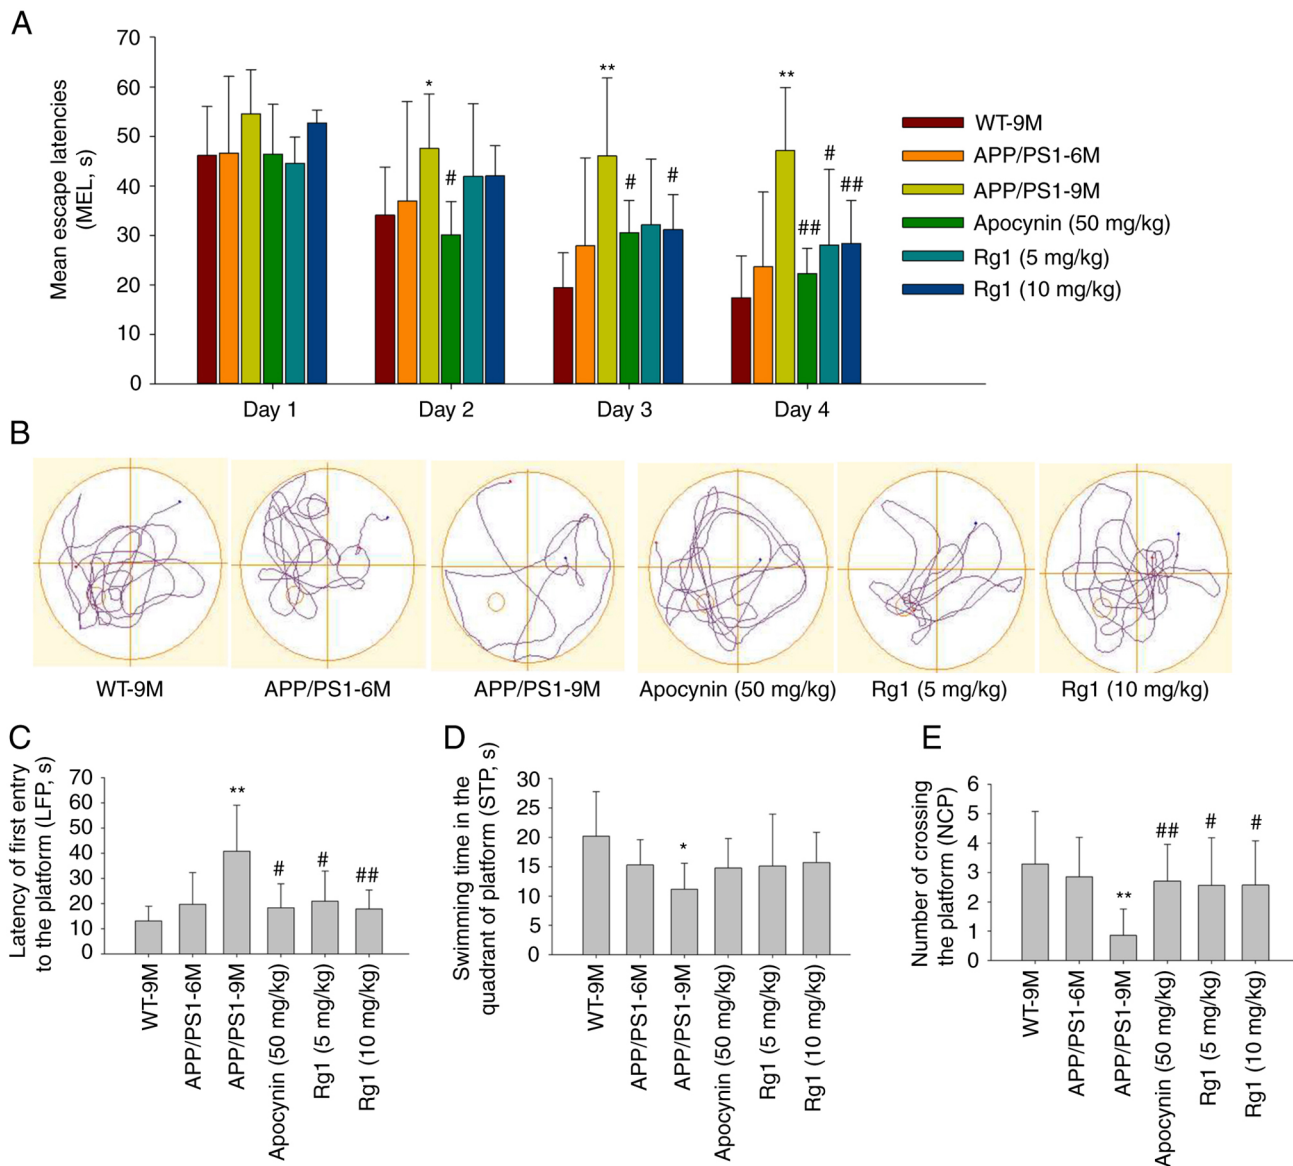 A
Mean escape latencies
(MEL, s)
70
60
50
40
30
20
10
0
*
#
**
#
#
**
##
#
##
Day 1
Day 2
Day 3
Day 4
WT-9M
APP/PS1-6M
APP/PS1-9M
Apocynin (50 mg/kg)
Rg1 (5 mg/kg)
Rg1 (10 mg/kg)
B
WT-9M
APP/PS1-6M
APP/PS1-9M
Apocynin (50 mg/kg)
Rg1 (5 mg/kg)
Rg1 (10 mg/kg)
C
Latency of first entry
to the platform (LFP, s)
70
60
50
40
30
20
10
0
**
#
#
##
WT-9M
APP/PS1-6M
APP/PS1-9M
Apocynin (50 mg/kg)
Rg1 (5 mg/kg)
Rg1 (10 mg/kg)
D
Swimming time in the
quadrant of platform (STP, s)
30
25
20
15
10
5
0
*
WT-9M
APP/PS1-6M
APP/PS1-9M
Apocynin (50 mg/kg)
Rg1 (5 mg/kg)
Rg1 (10 mg/kg)
E
Number of crossing
the platform (NCP)
6
5
4
3
2
1
0
**
##
#
#
WT-9M
APP/PS1-6M
APP/PS1-9M
Apocynin (50 mg/kg)
Rg1 (5 mg/kg)
Rg1 (10 mg/kg)